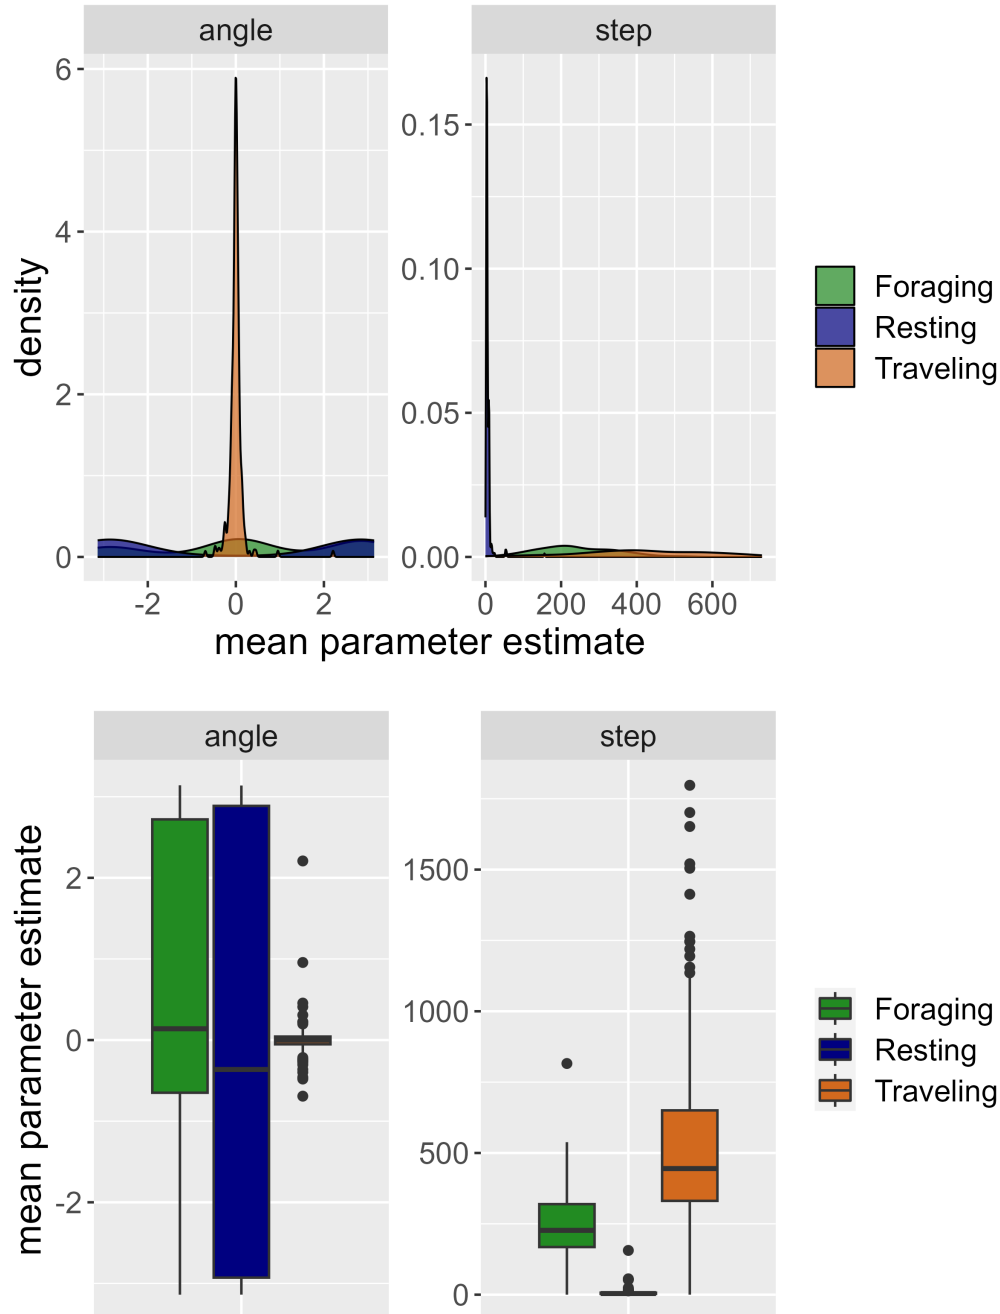 angle
step
6
4
2
0
density
0.15
0.10
0.05
0.00
-2
0
2
0
200
400
600
mean parameter estimate
Foraging
Resting
Traveling
angle
step
2
0
-2
mean parameter estimate
1500
1000
500
0
Foraging
Resting
Traveling